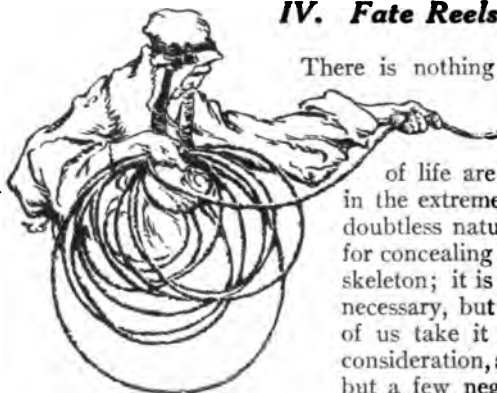 IV. Fate Reels
There is nothing
of life are
in the extreme
doubtless natu
for concealing
skeleton; it is
necessary, but
of us take it
consideration, a
but a few neg